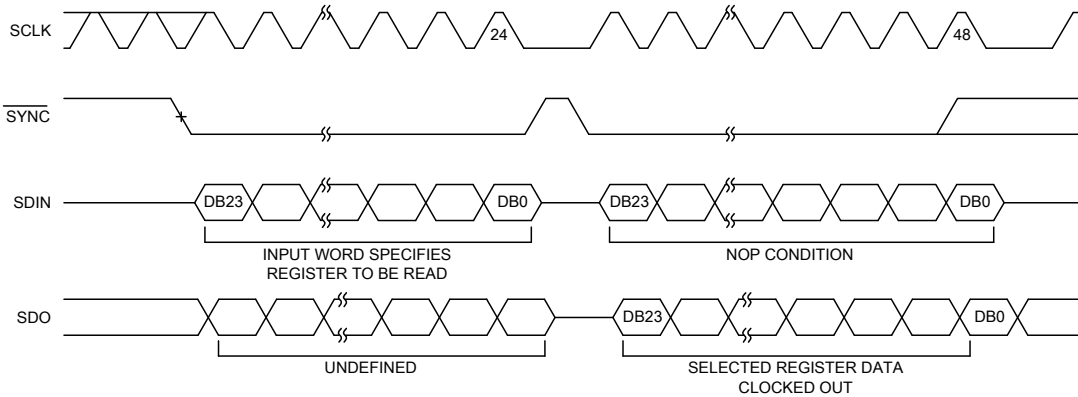 SCLK
24
48
SYNC
SDIN
DB23
DB0
DB23
DB0
INPUT WORD SPECIFIES
REGISTER TO BE READ
NOP CONDITION
SDO
DB23
DB0
UNDEFINED
SELECTED REGISTER DATA
CLOCKED OUT